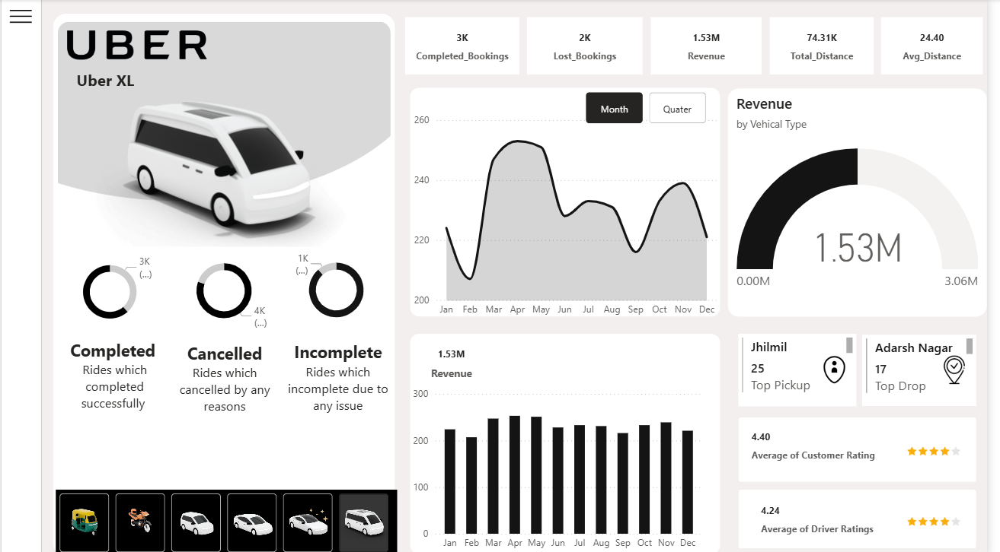 UBER
Uber XL
3K
(...)
4K
(...)
1K
(...)
Completed
Rides which
completed
successfully
Cancelled
Rides which
cancelled by any
reasons
Incomplete
Rides which
incomplete due to
any issue
3K
Completed_Bookings
2K
Lost_Bookings
1.53M
Revenue
74.31K
Total_Distance
24.40
Avg_Distance
Month
Quater
260
240
220
200
Jan Feb Mar Apr May Jun Jul Aug Sep Oct Nov Dec
Revenue
by Vehical Type
1.53M
0.00M
3.06M
1.53M
Revenue
300
200
100
0
Jan Feb Mar Apr May Jun Jul Aug Sep Oct Nov Dec
Jhilmil
25
Top Pickup
Adarsh Nagar
17
Top Drop
4.40
Average of Customer Rating
4.24
Average of Driver Ratings